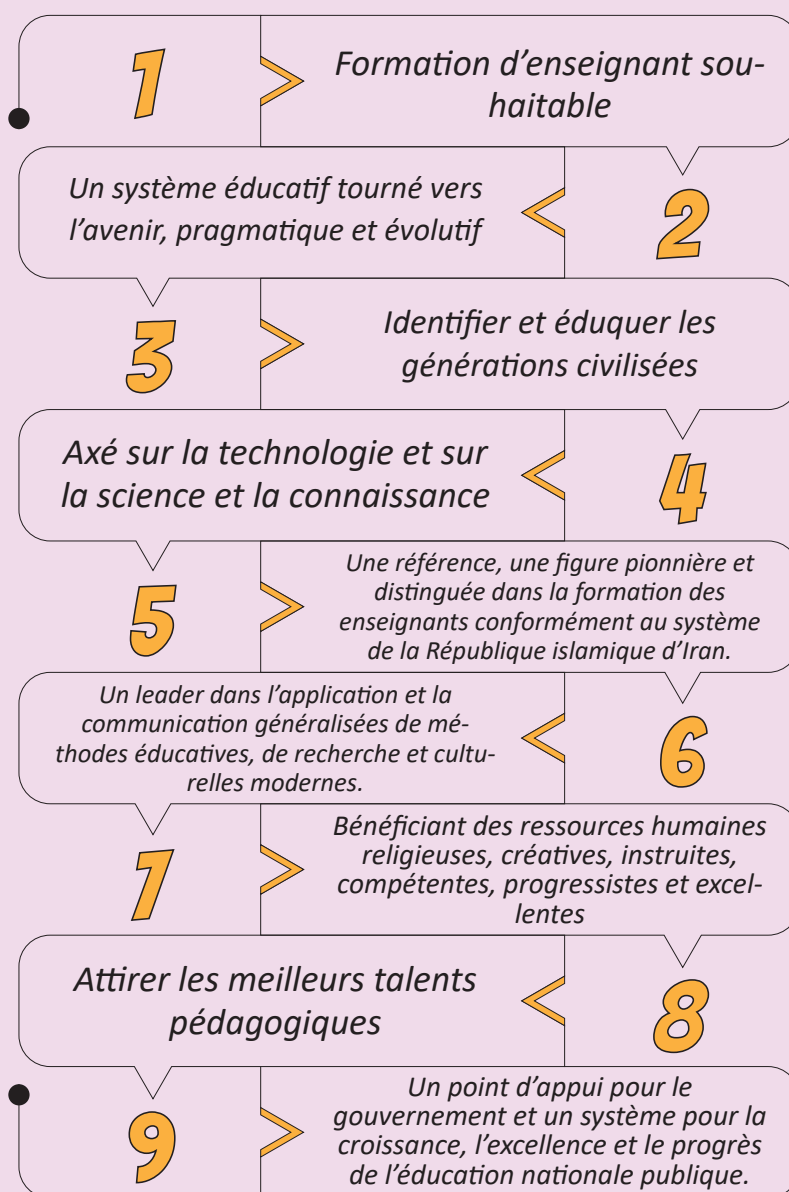 1
Formation d’enseignant sou-
haitable
Un système éducatif tourné vers
l’avenir, pragmatique et évolutif
2
3
Identifier et éduquer les
générations civilisées
Axé sur la technologie et sur
la science et la connaissance
4
5
Une référence, une figure pionnière et
distinguée dans la formation des
enseignants conformément au système
de la République islamique d’Iran.
Un leader dans l’application et la
communication généralisées de mé-
thodes éducatives, de recherche et cultu-
relles modernes.
6
7
Bénéficiant des ressources humaines
religieuses, créatives, instruites,
compétentes, progressistes et excel-
lentes
Attirer les meilleurs talents
pédagogiques
8
9
Un point d’appui pour le
gouvernement et un système pour la
croissance, l’excellence et le progrès
de l’éducation nationale publique.